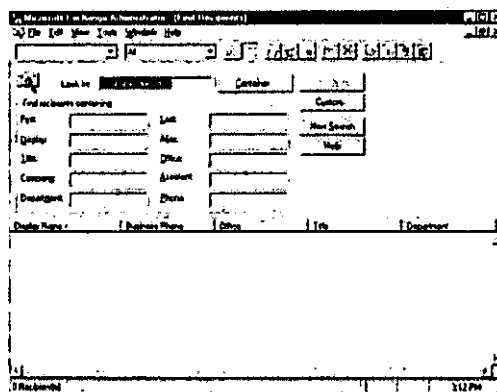 Microsoft Exchange Administrator - [Find Recipients]
File Edit View Tools Window Help
All
Look in: Container
Find recipients containing Custom
First Last New Search
Display Alias Help
Title Office
Company Assistant
Department Phone
Display Name Business Phone Office Title Department
0 Recipient(s) 3:12 PM